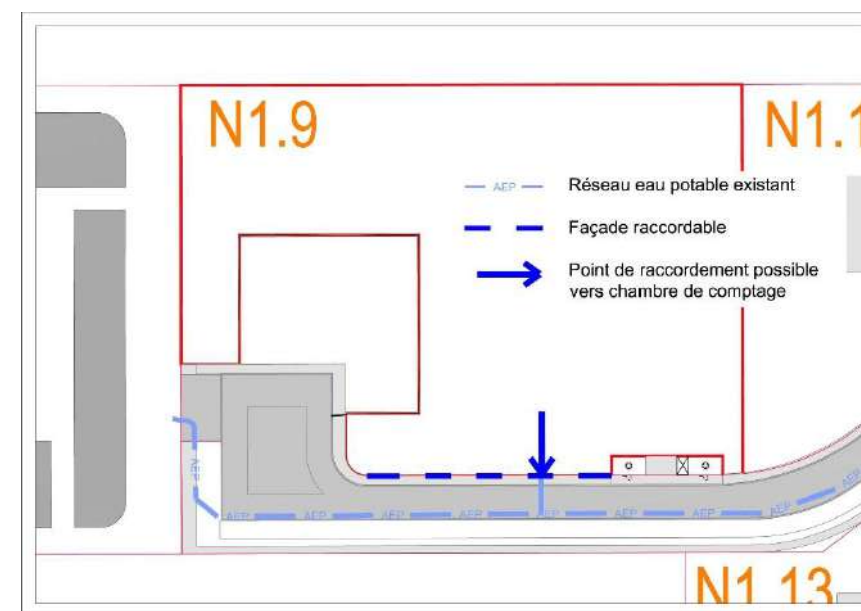 N1.9
N1.1
AEP
Réseau eau potable existant
Façade raccordable
Point de raccordement possible
vers chambre de comptage
AEP
AEP
AEP
AEP
AEP
AEP
AEP
AEP
AEP
AEP
N1.13